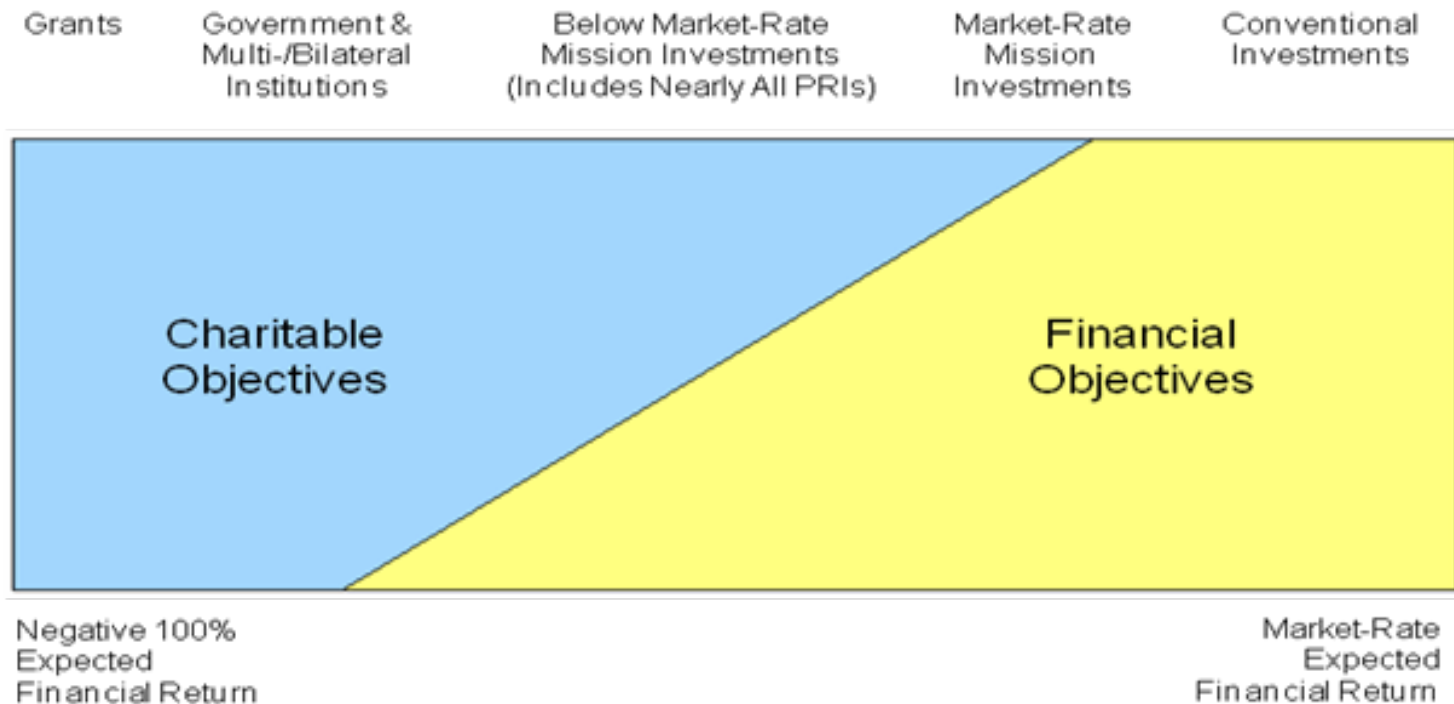 Grants
Government &
Multi-/Bilateral
Institutions
Below Market-Rate
Mission Investments
(Includes Nearly All PRIs)
Market-Rate
Mission
Investments
Conventional
Investments
Charitable
Objectives
Financial
Objectives
Negative 100%
Expected
Financial Return
Market-Rate
Expected
Financial Return